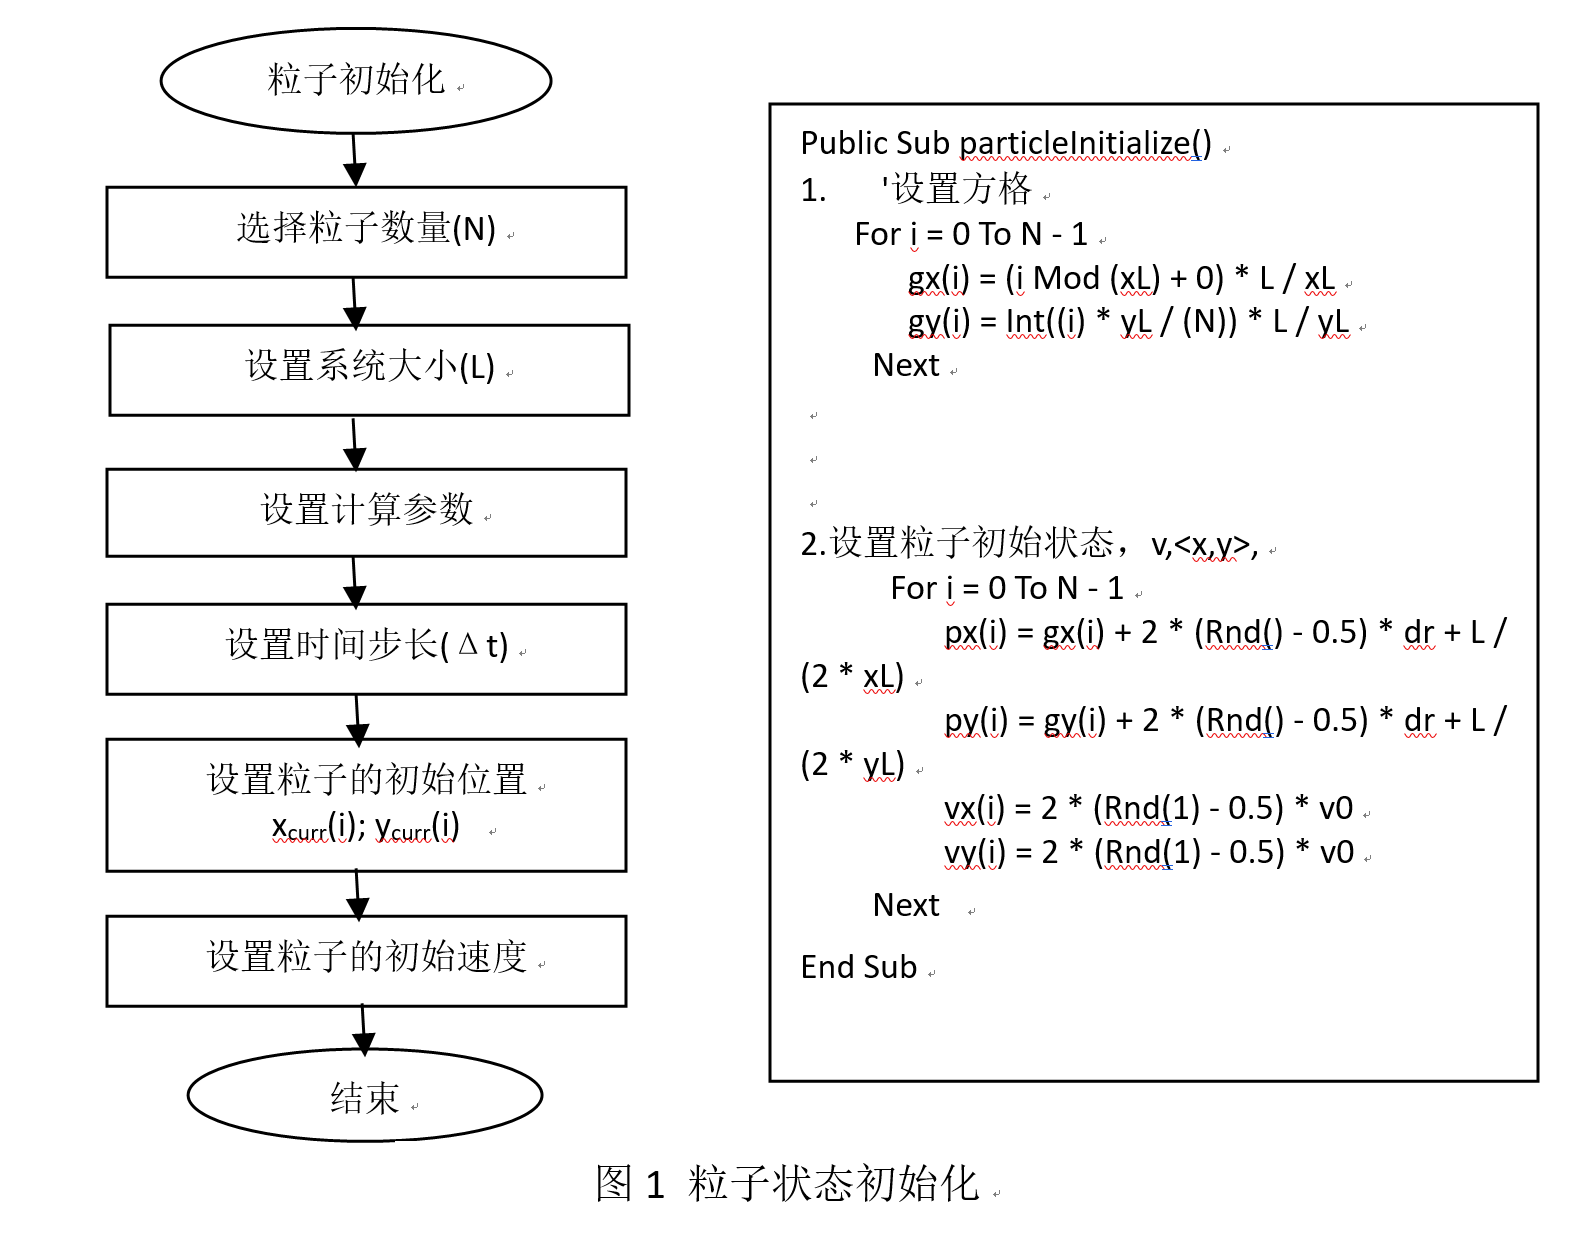 粒子初始化
选择粒子数量(N)
设置系统大小(L)
设置计算参数
设置时间步长(Δt)
设置粒子的初始位置
xcurr(i); ycurr(i)
设置粒子的初始速度
结束
Public Sub particleInitialize()
1. '设置方格
For i = 0 To N - 1
gx(i) = (i Mod (xL) + 0) * L / xL
gy(i) = Int((i) * yL / (N)) * L / yL
Next
2.设置粒子初始状态，v,<x,y>,
For i = 0 To N - 1
px(i) = gx(i) + 2 * (Rnd() - 0.5) * dr + L /
(2 * xL)
py(i) = gy(i) + 2 * (Rnd() - 0.5) * dr + L /
(2 * yL)
vx(i) = 2 * (Rnd(1) - 0.5) * v0
vy(i) = 2 * (Rnd(1) - 0.5) * v0
Next
End Sub
图 1 粒子状态初始化